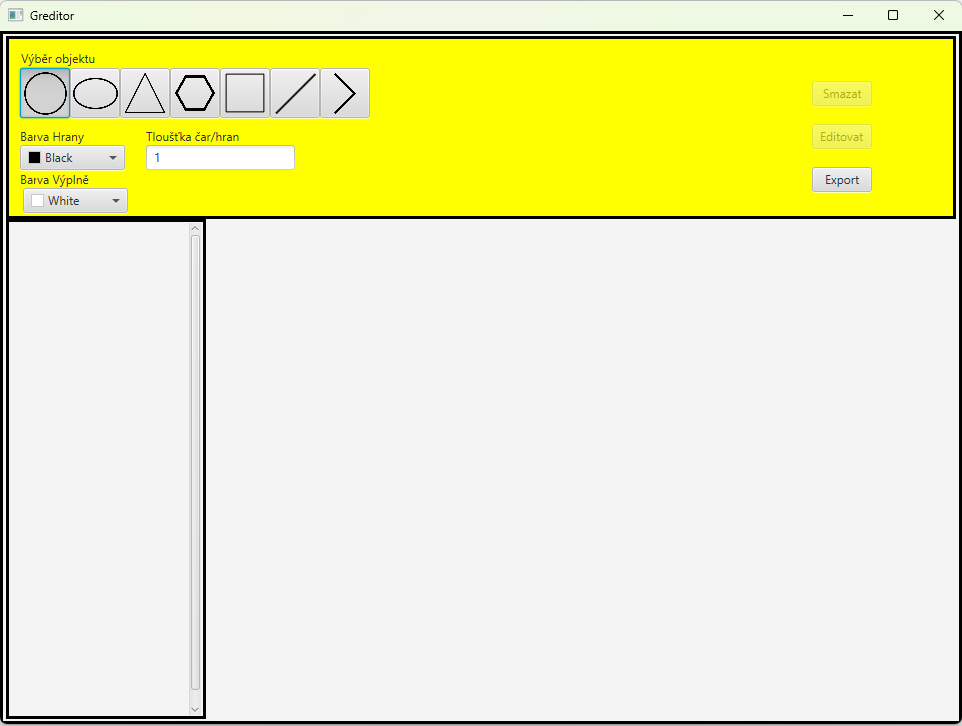 Greditor
Výběr objektu
Smazat
Barva Hrany
Tloušťka čar/hran
Editovat
Black
1
Barva Výplně
Export
White